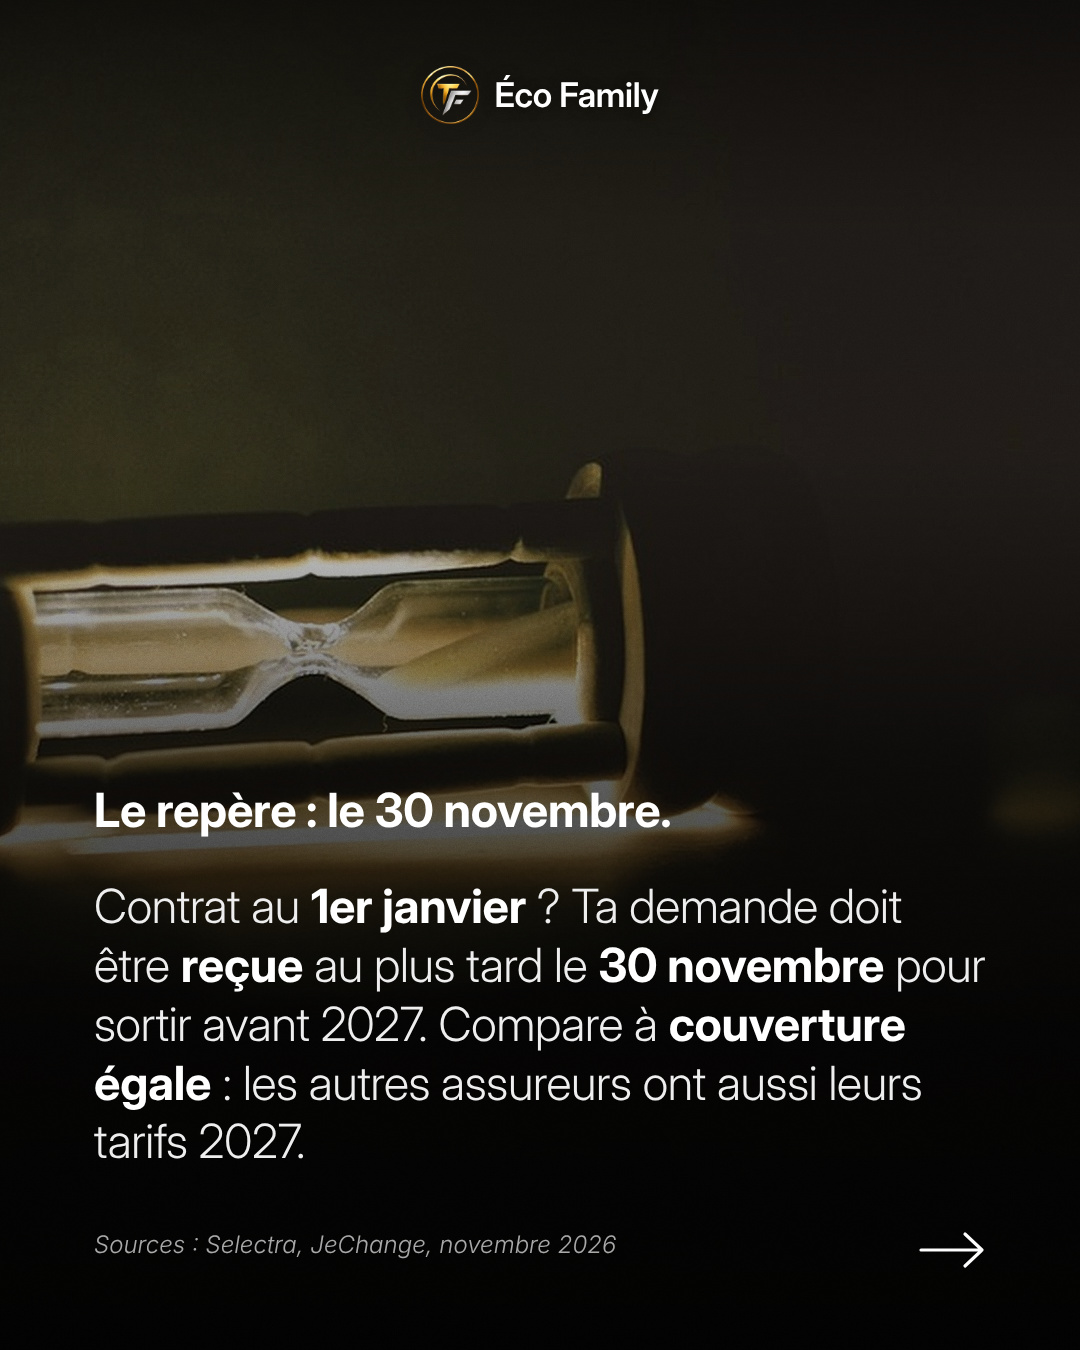 TF Éco Family
Le repère : le 30 novembre.
Contrat au 1er janvier ? Ta demande doit
être reçue au plus tard le 30 novembre pour
sortir avant 2027. Compare à couverture
égale : les autres assureurs ont aussi leurs
tarifs 2027.
Sources : Selectra, JeChange, novembre 2026